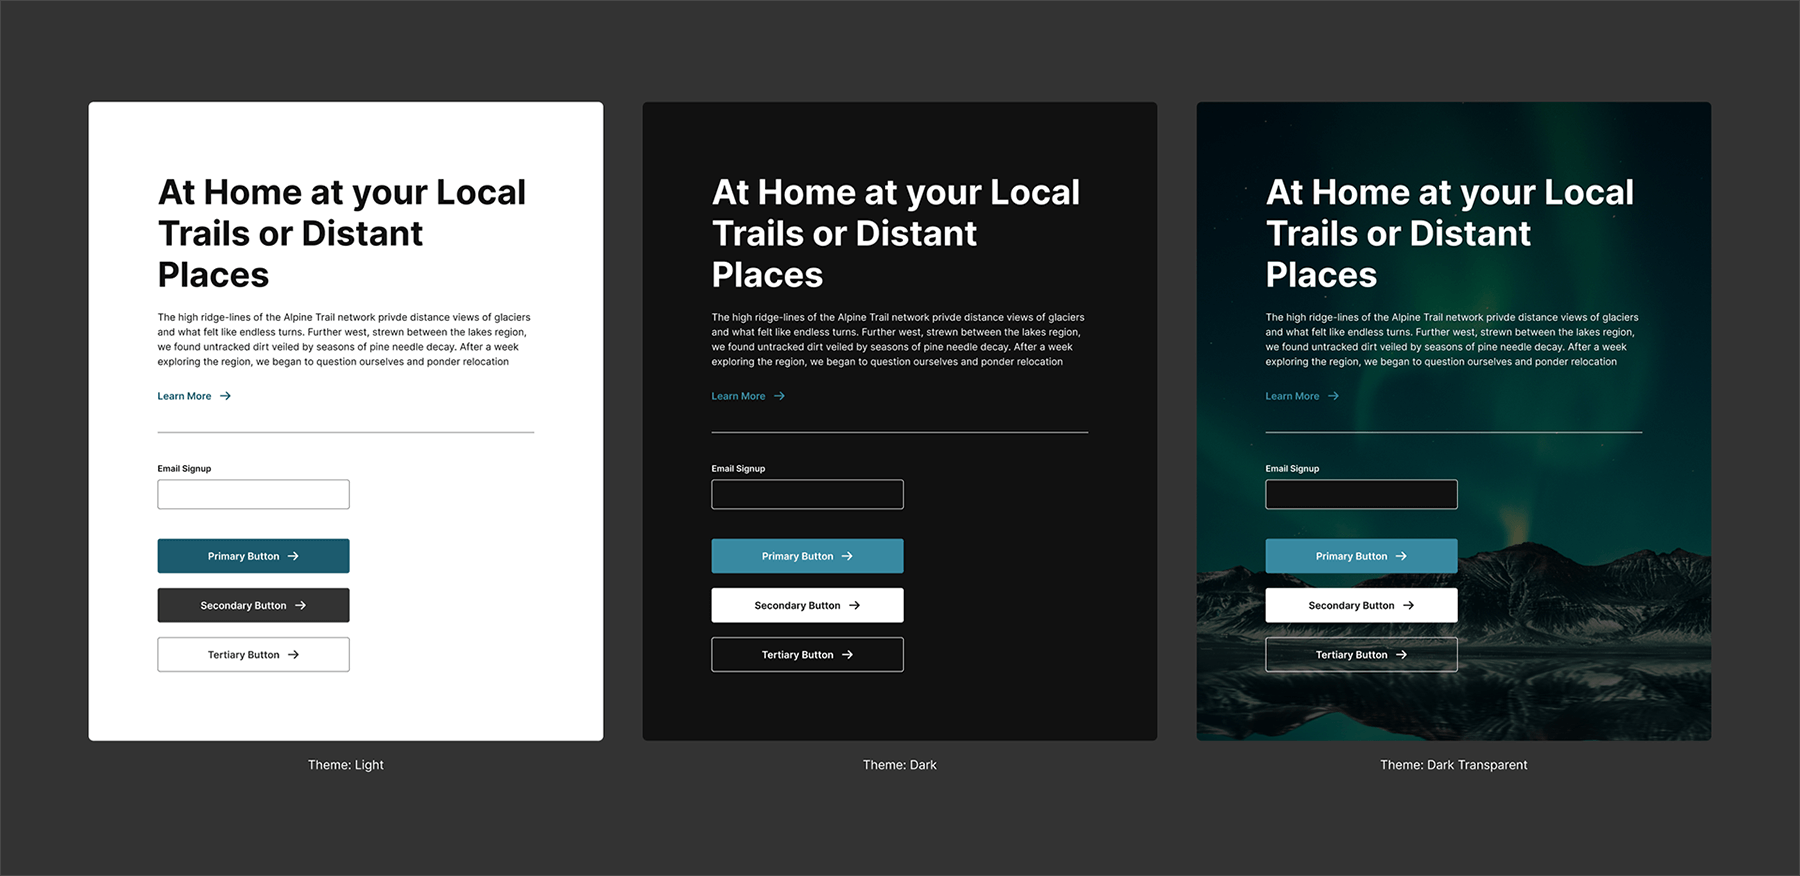 At Home at your Local
Trails or Distant
Places
The high ridge-lines of the Alpine Trail network privde distance views of glaciers
and what felt like endless turns. Further west, strewn between the lakes region,
we found untracked dirt veiled by seasons of pine needle decay. After a week
exploring the region, we began to question ourselves and ponder relocation
Learn More
Email Signup
Primary Button
Secondary Button
Tertiary Button
Theme: Light
At Home at your Local
Trails or Distant
Places
The high ridge-lines of the Alpine Trail network privde distance views of glaciers
and what felt like endless turns. Further west, strewn between the lakes region,
we found untracked dirt veiled by seasons of pine needle decay. After a week
exploring the region, we began to question ourselves and ponder relocation
Learn More
Email Signup
Primary Button
Secondary Button
Tertiary Button
Theme: Dark
At Home at your Local
Trails or Distant
Places
The high ridge-lines of the Alpine Trail network privde distance views of glaciers
and what felt like endless turns. Further west, strewn between the lakes region,
we found untracked dirt veiled by seasons of pine needle decay. After a week
exploring the region, we began to question ourselves and ponder relocation
Learn More
Email Signup
Primary Button
Secondary Button
Tertiary Button
Theme: Dark Transparent